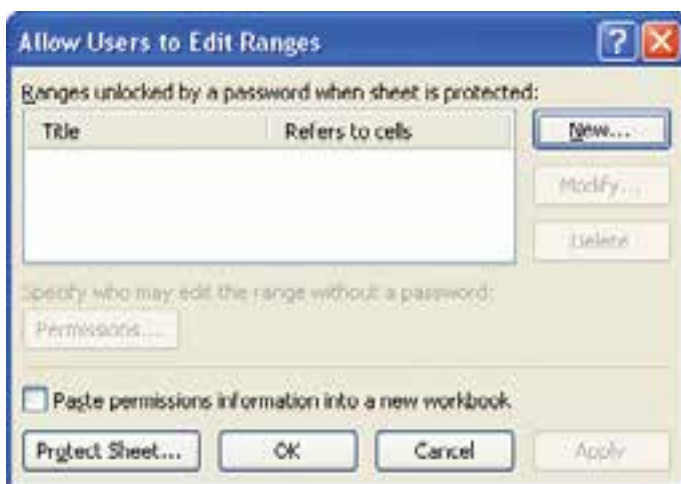 Allow Users to Edit Ranges
Ranges unlocked by a password when sheet is protected:
Title Refers to cells New...
Modify...
Delete
Specify who may edit the range without a password:
Permissions...
Paste permissions information into a new workbook
Protect Sheet... OK Cancel Apply